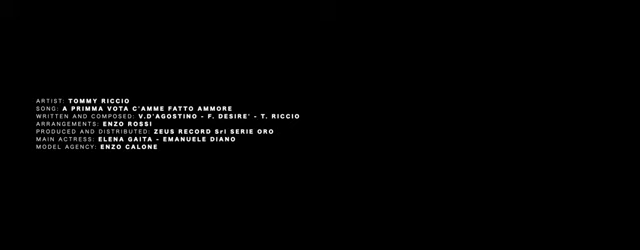 ARTIST: TOMMY RICCIO
SONG: A PRIMMA VOTA C'AMME FATTO AMMORE
WRITTEN AND COMPOSED: V.D'AGOSTINO - F. DESIRE' - T. RICCIO
ARRANGEMENTS: ENZO ROSSI
PRODUCED AND DISTRIBUTED: ZEUS RECORD Srl SERIE ORO
MAIN ACTRESS: ELENA GAITA - EMANUELE DIANO
MODEL AGENCY: ENZO CALONE